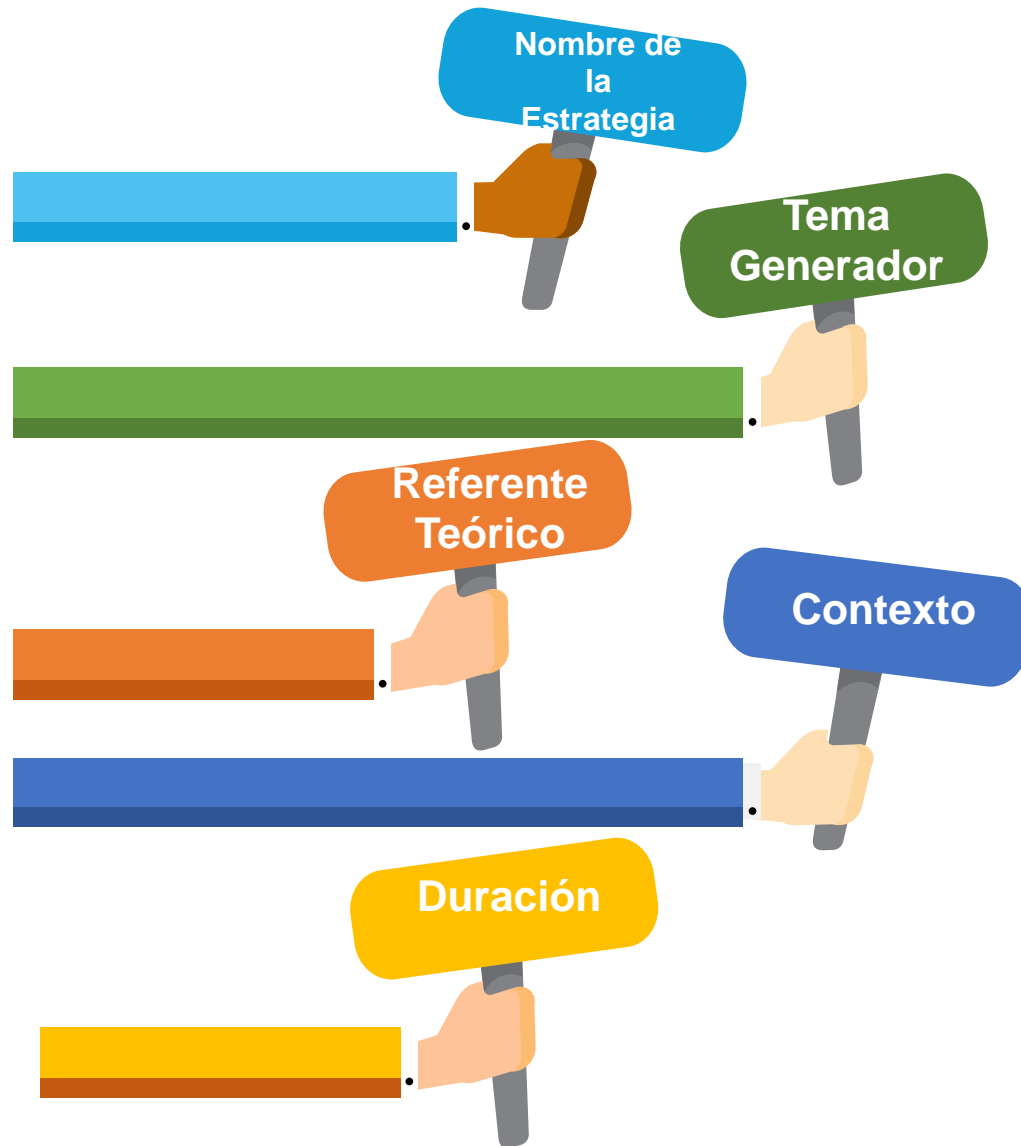 Nombre de
la
Estrategia
Tema
Generador
Referente
Teórico
Contexto
Duración